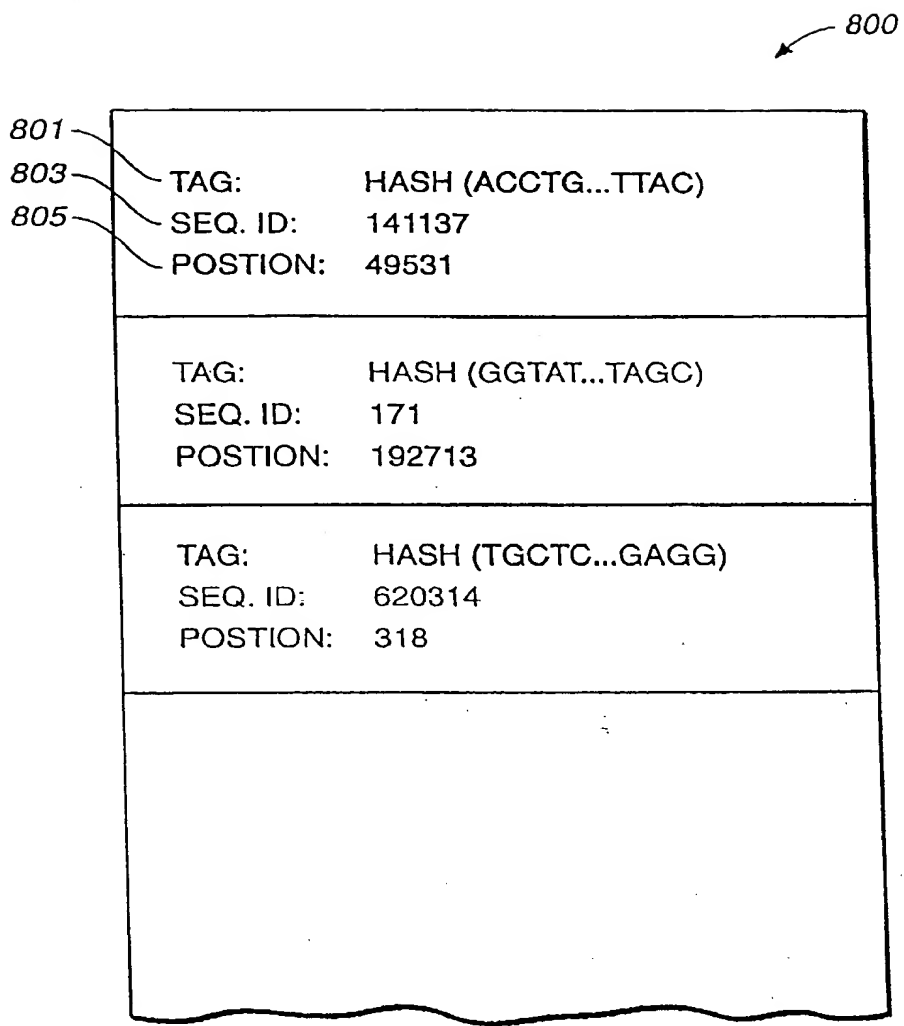 800
801 TAG: HASH (ACCTG...TTAC)
803 SEQ. ID: 141137
805 POSTION: 49531
TAG: HASH (GGTAT...TAGC)
SEQ. ID: 171
POSTION: 192713
TAG: HASH (TGCTC...GAGG)
SEQ. ID: 620314
POSTION: 318